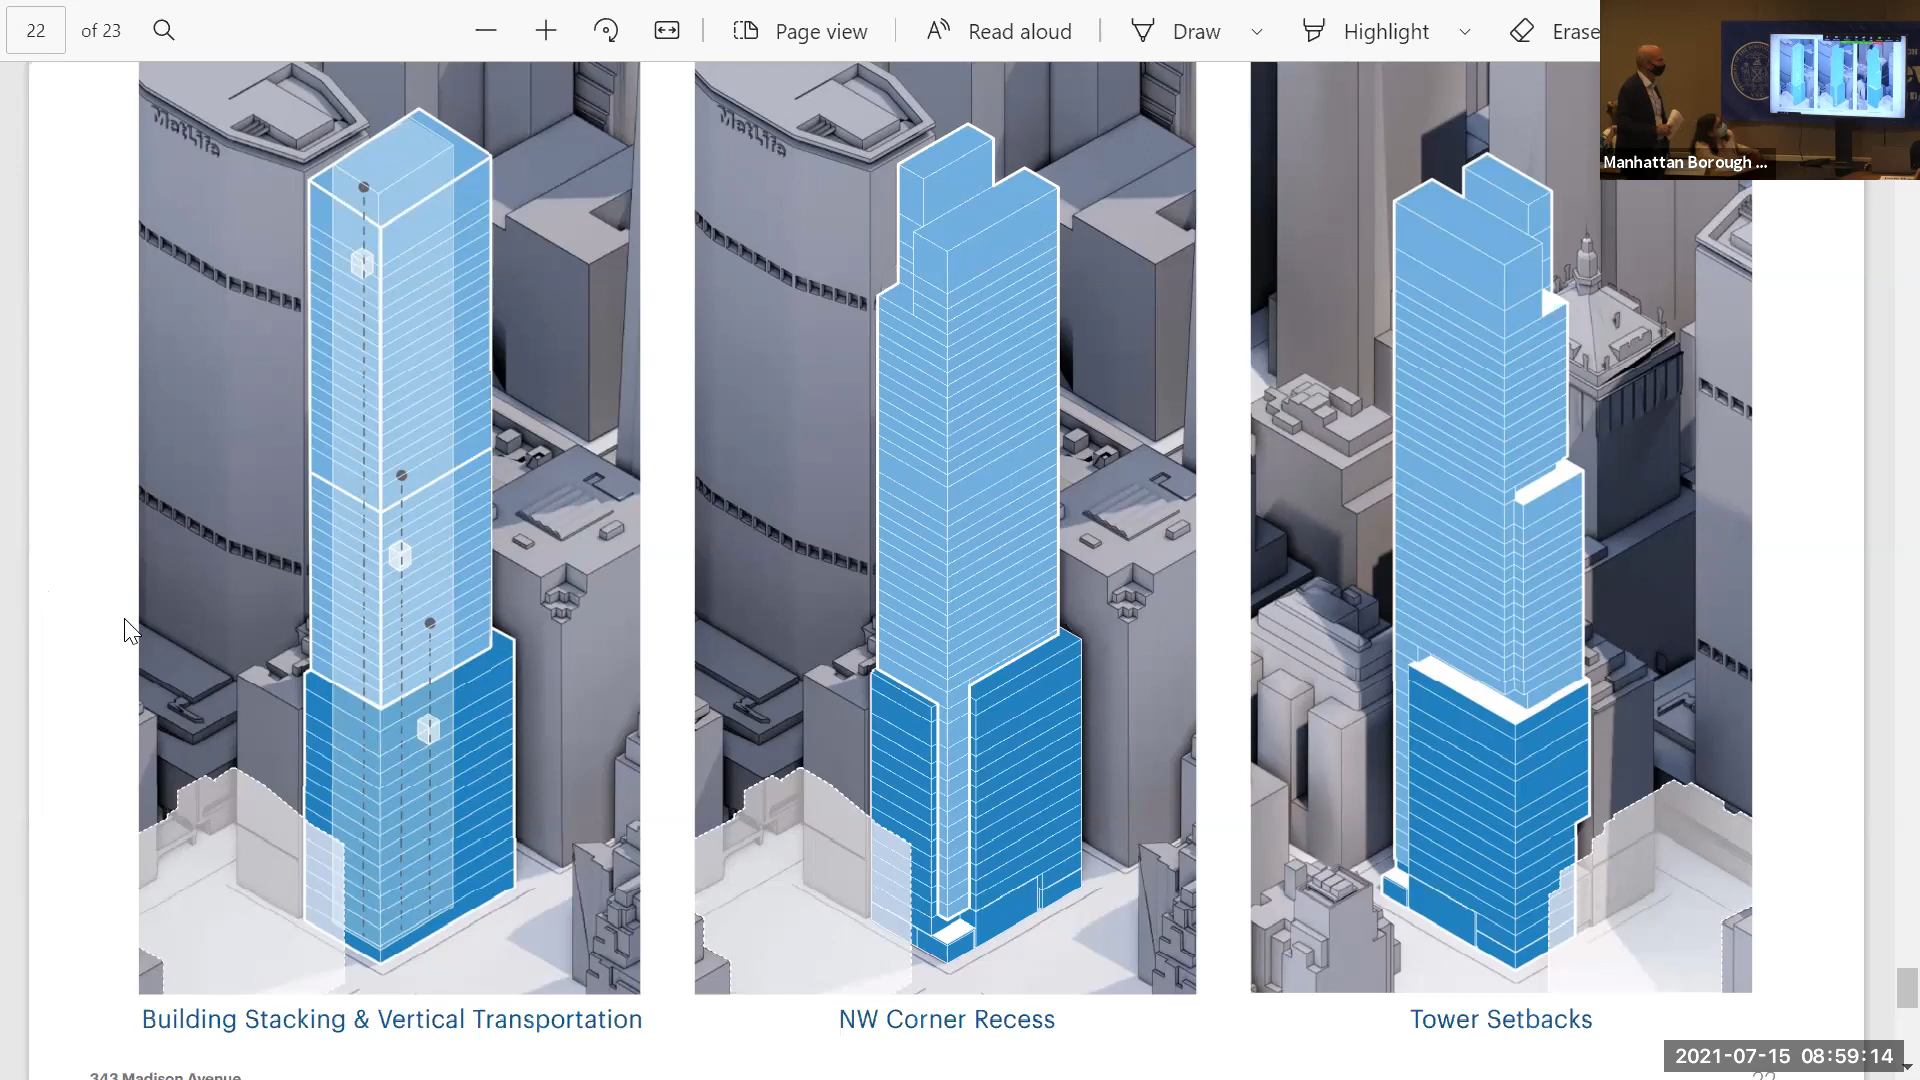 22 of 23 Page view Read aloud Draw Highlight Erase
Manhattan Borough ...
MetLife
MetLife
Building Stacking & Vertical Transportation
NW Corner Recess
Tower Setbacks
2021-07-15 08:59:14
343 Madison Avenue
22